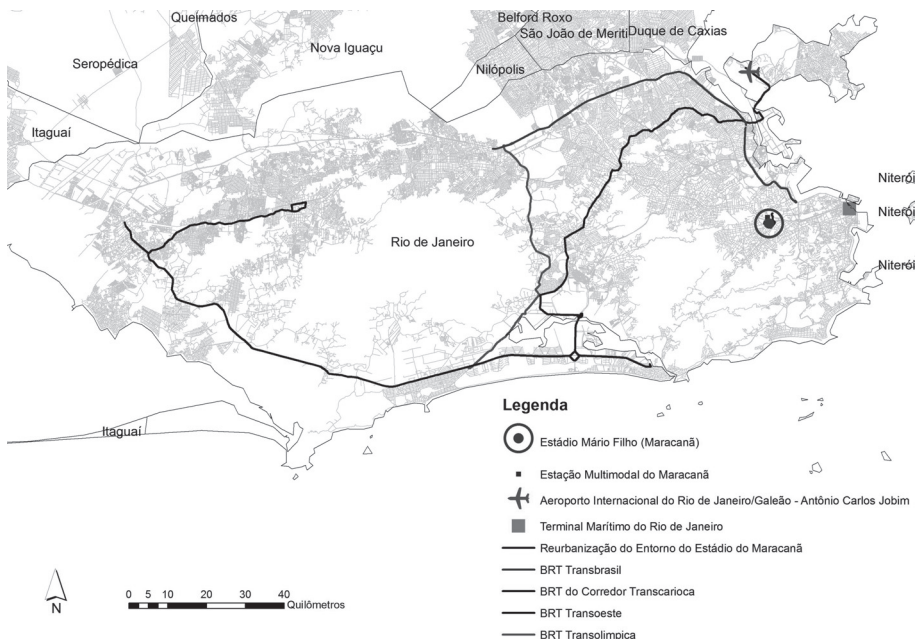 Queimados
Belford Roxo
São João de Meriti
Duque de Caxias
Nova Iguaçu
Seropédica
Nilópolis
Itaguaí
Niterói
Niterói
Rio de Janeiro
Niterói
Itaguaí
Legenda
Estádio Mário Filho (Maracanã)
Estação Multimodal do Maracanã
Aeroporto Internacional do Rio de Janeiro/Galeão - Antônio Carlos Jobim
Terminal Marítimo do Rio de Janeiro
Reurbanização do Entorno do Estádio do Maracanã
BRT Transbrasil
BRT do Corredor Transcarioca
BRT Transoeste
BRT Transolimpica
N
0 5 10 20 30 40
Quilômetros